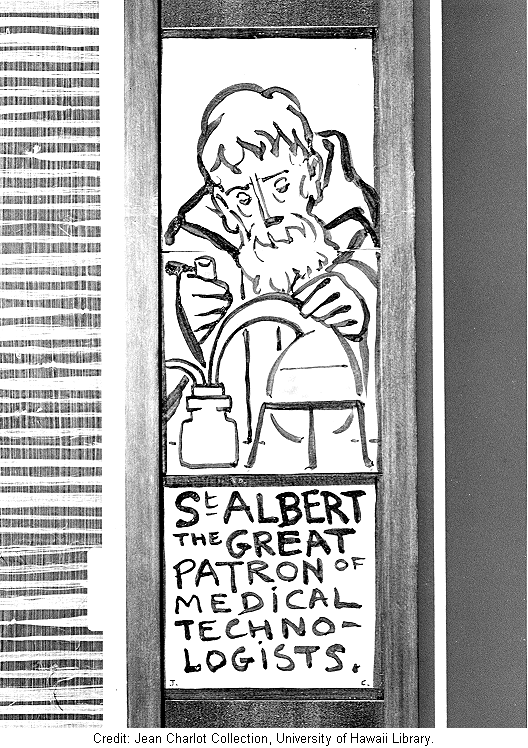 St ALBERT
THE GREAT
PATRON OF
MEDICAL
TECHNO-
LOGISTS.
J. C.
Credit: Jean Charlot Collection, University of Hawaii Library.